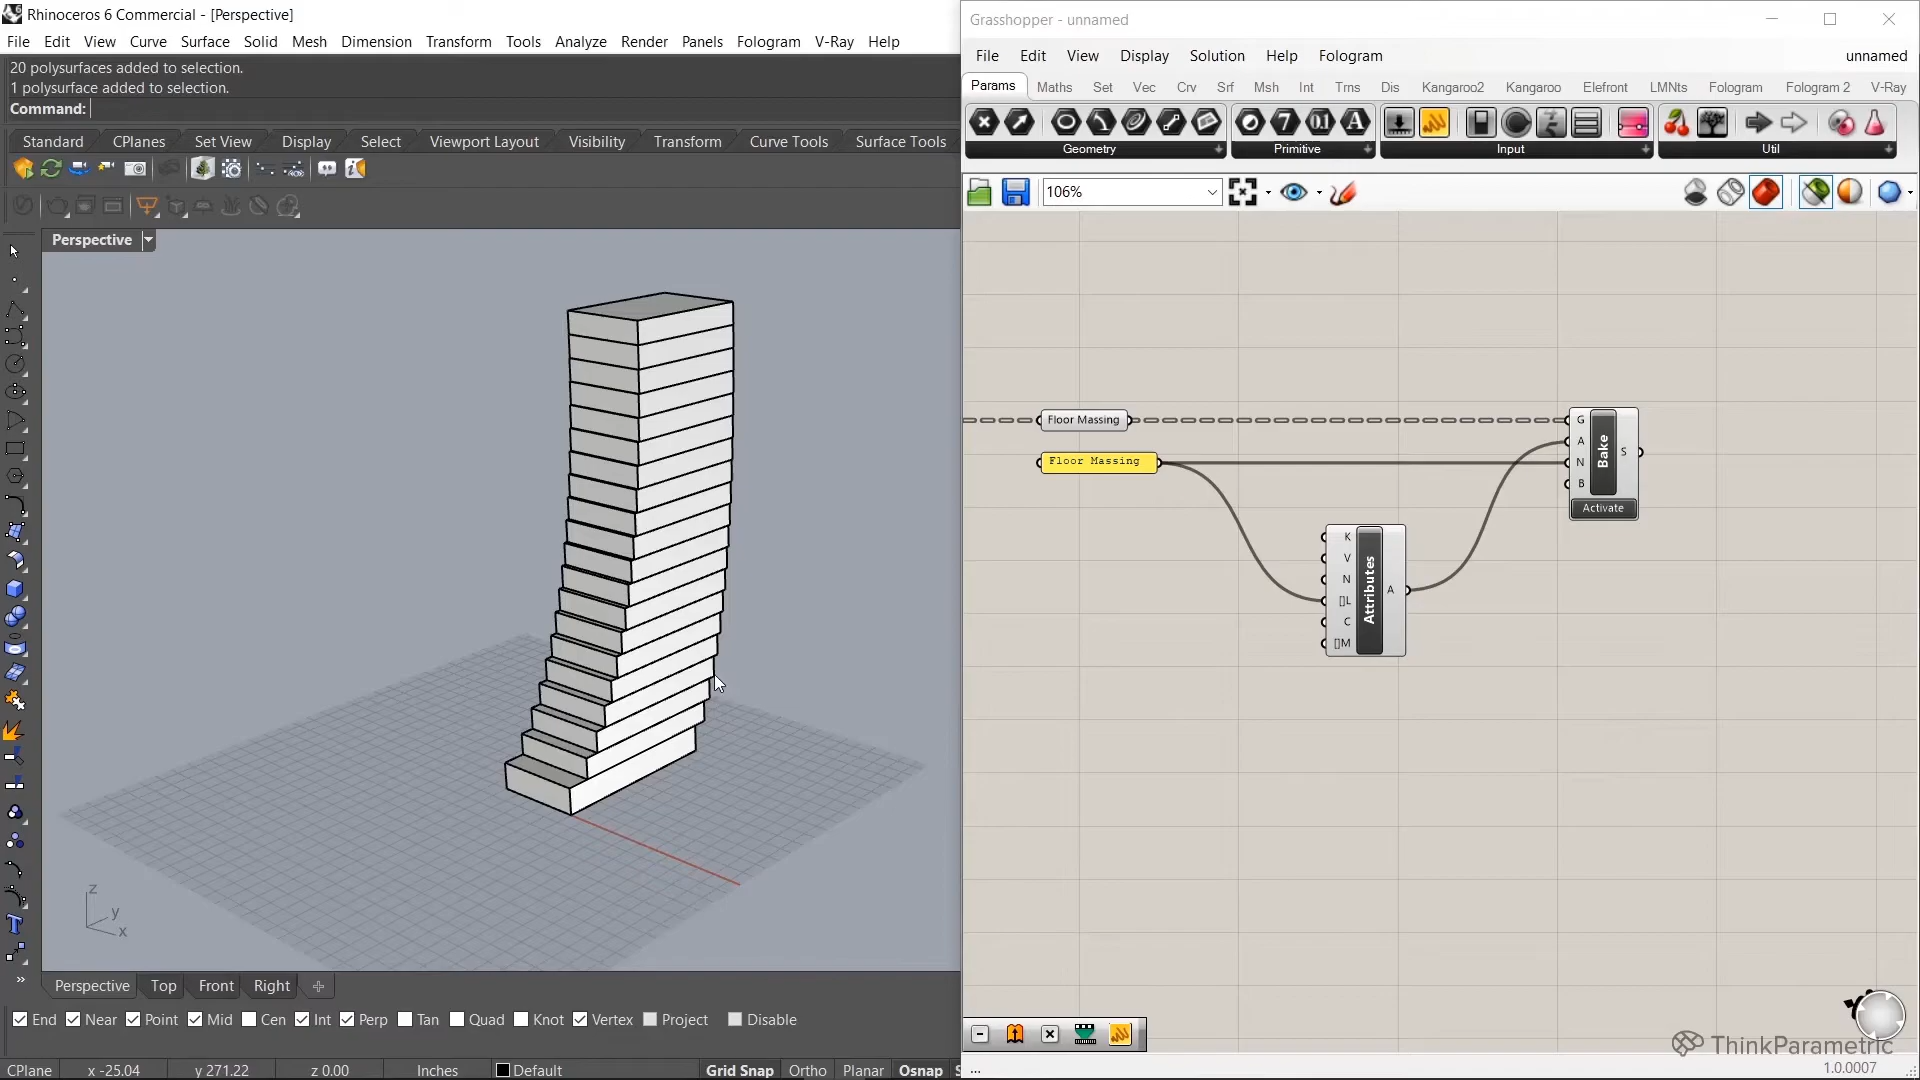 Rhinoceros 6 Commercial - [Perspective]
File Edit View Curve Surface Solid Mesh Dimension Transform Tools Analyze Render Panels Fologram V-Ray Help
20 polysurfaces added to selection.
1 polysurface added to selection.
Command:
Standard CPlanes Set View Display Select Viewport Layout Visibility Transform Curve Tools Surface Tools
Perspective
z
y
x
Perspective Top Front Right
End Near Point Mid Cen Int Perp Tan Quad Knot Vertex Project Disable
CPlane x -25.04 y 271.22 z 0.00 Inches Default Grid Snap Ortho Planar Osnap S
Grasshopper - unnamed
File Edit View Display Solution Help Fologram unnamed
Params Maths Set Vec Crv Srf Msh Int Trns Dis Kangaroo2 Kangaroo Elefront LMNts Fologram Fologram 2 V-Ray
Geometry Primitive Input Util
106%
Floor Massing
Floor Massing
G
A
N
B
Bake
S
Activate
K
V
N
L
C
M
Attributes
A
ThinkParametric
...
1.0.0007